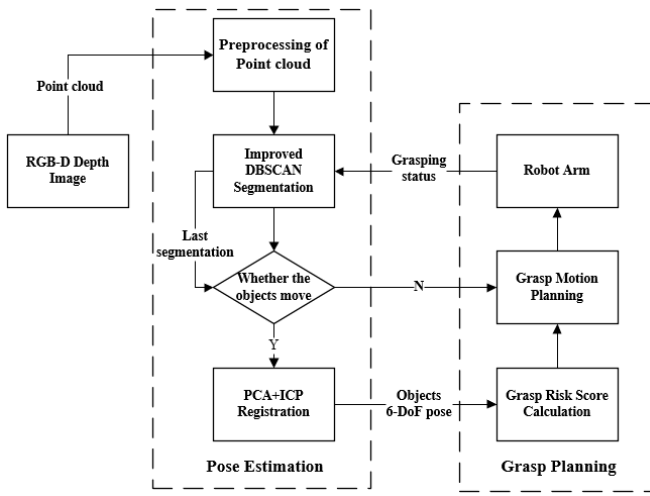 Preprocessing of
Point cloud
Point cloud
RGB-D Depth
Image
Improved
DBSCAN
Segmentation
Grasping
status
Robot Arm
Last
segmentation
Whether the
objects move
N
Grasp Motion
Planning
Y
PCA+ICP
Registration
Objects
6-DoF pose
Grasp Risk Score
Calculation
Pose Estimation
Grasp Planning